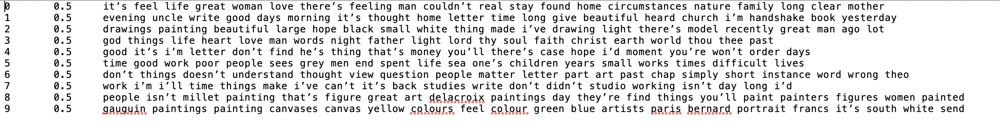 0 0.5 it’s feel life great woman love there’s feeling man couldn’t real stay found home circumstances nature family long clear mother
1 0.5 evening uncle write good days morning it’s thought home letter time long give beautiful heard church i’m handshake book yesterday
2 0.5 drawings painting beautiful large hope black small white thing made i’ve drawing light there’s model recently great man ago lot
3 0.5 god things life heart love man words night father light lord thy soul faith christ earth world thou thee past
4 0.5 good it’s i’m letter don’t find he’s thing that’s money you’ll there’s case hope i’d moment you’re won’t order days
5 0.5 time good work poor people sees grey men end spent life sea one’s children years small works times difficult lives
6 0.5 don’t things doesn’t understand thought view question people matter letter part art past chap simply short instance word wrong theo
7 0.5 work i’m i’ll time things make i’ve can’t it’s back studies write don’t didn’t studio working isn’t day long i’d
8 0.5 people isn’t millet painting that’s figure great art delacroix paintings day they’re find things you’ll paint painters figures women painted
9 0.5 gauguin paintings painting canvases canvas yellow colours feel colour green blue artists paris bernard portrait francs it’s south white send